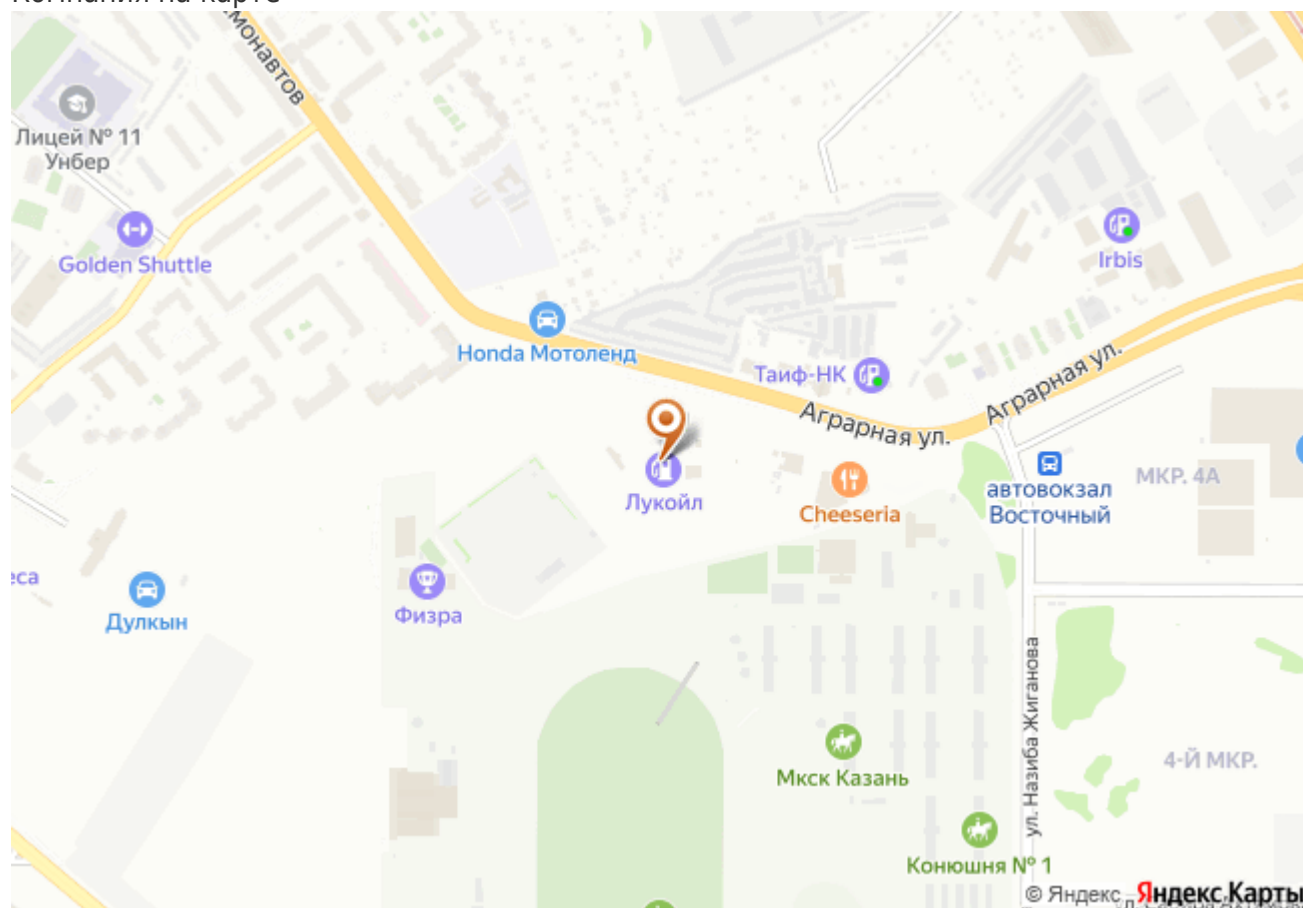 монавтов
Лицей № 11
Унбер
Golden Shuttle
Irbis
Honda Мотоленд
Таиф-НК
Аграрная ул.
Аграрная ул.
Лукойл
Cheeseria
автовокзал
Восточный
МКР. 4А
еса
Дулкын
Физра
ул. Назиба Жиганова
Мкск Казань
4-Й МКР.
Конюшня № 1
© Яндекс
Яндекс.Карты